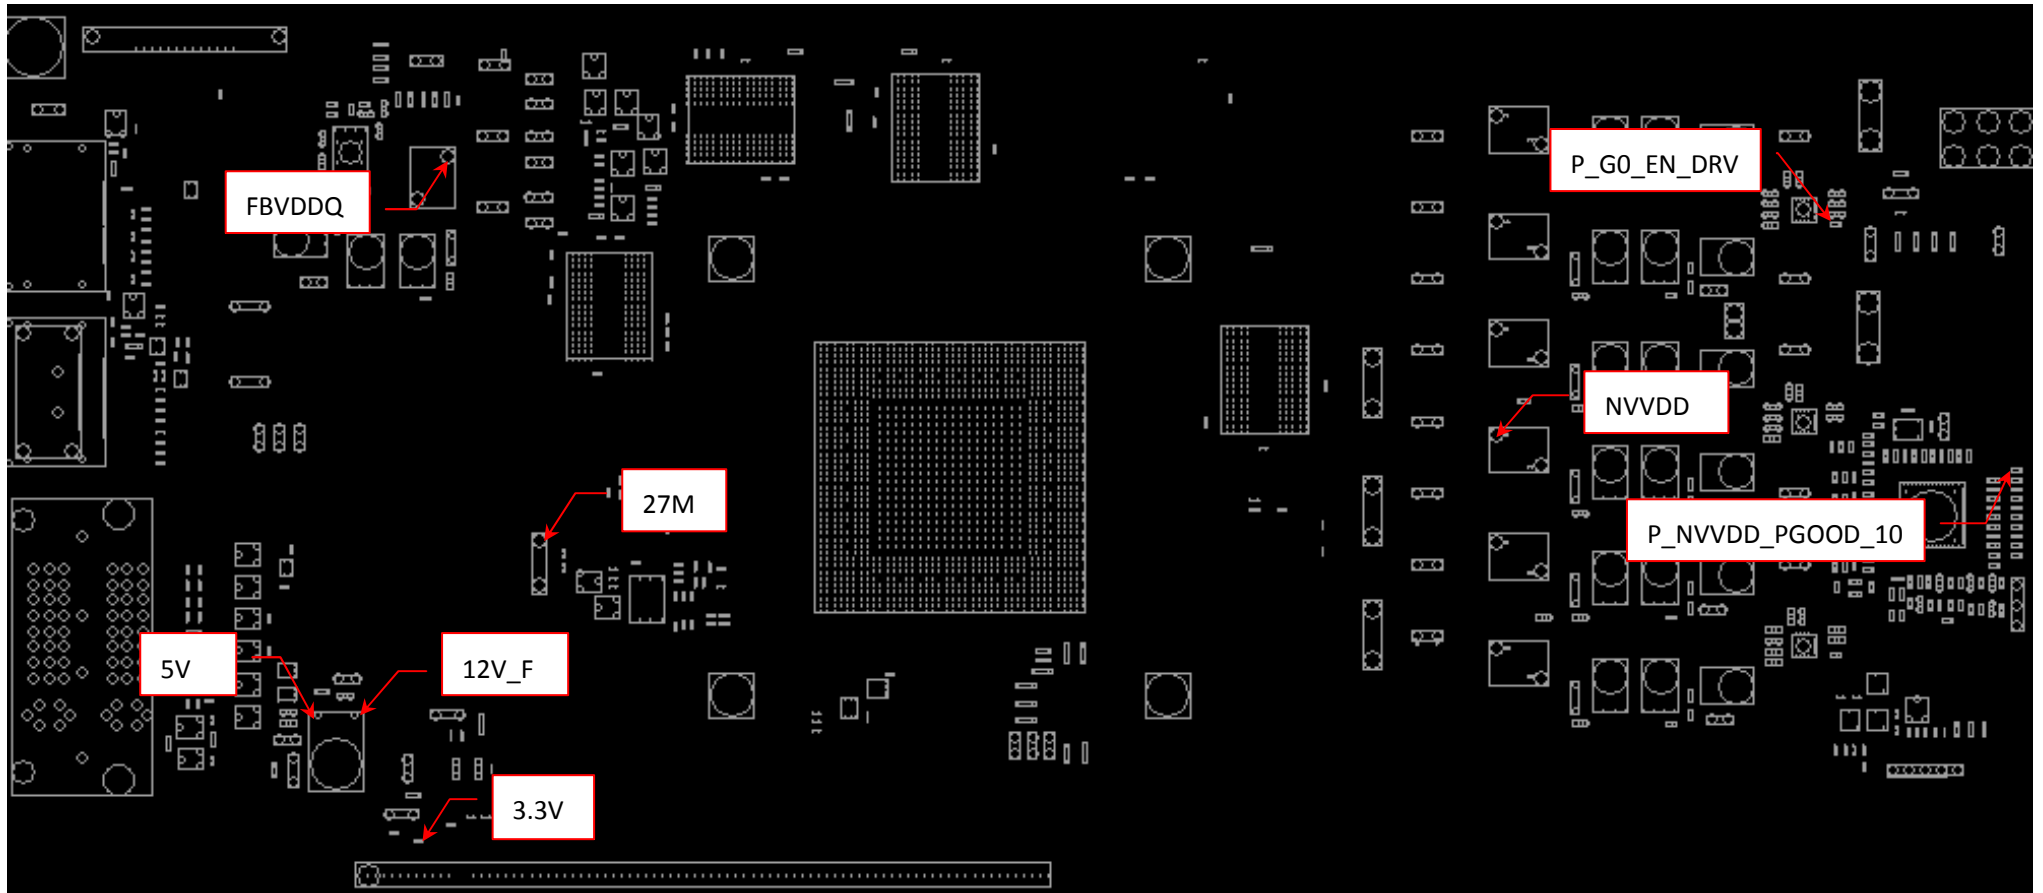 P_G0_EN_DRV
FBVDDQ
NVVDD
27M
P_NVVDD_PGOOD_10
5V
12V_F
3.3V